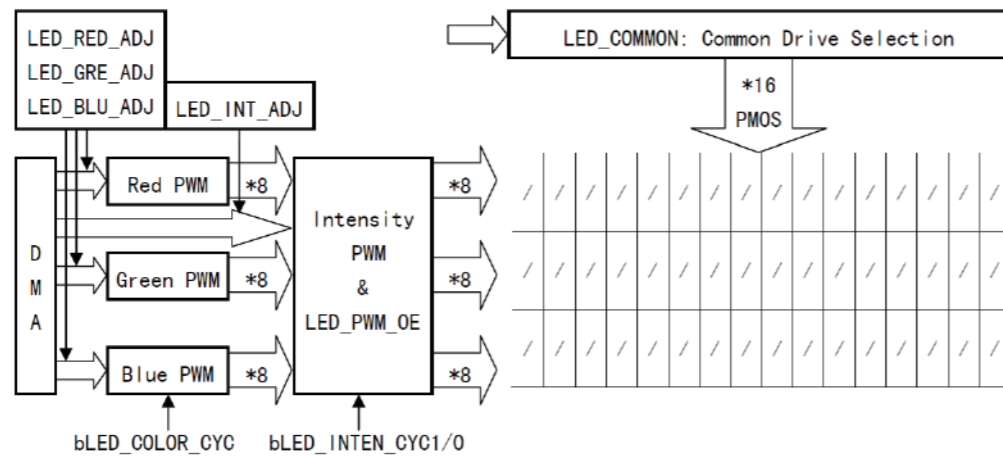 LED_RED_ADJ
LED_GRE_ADJ
LED_BLU_ADJ
LED_INT_ADJ
LED_COMMON: Common Drive Selection
*16
PMOS
DMA
Red PWM
*8
Green PWM
*8
Blue PWM
*8
Intensity
PWM
&
LED_PWM_OE
*8
*8
*8
bLED_COLOR_CYC
bLED_INTEN_CYC1/0